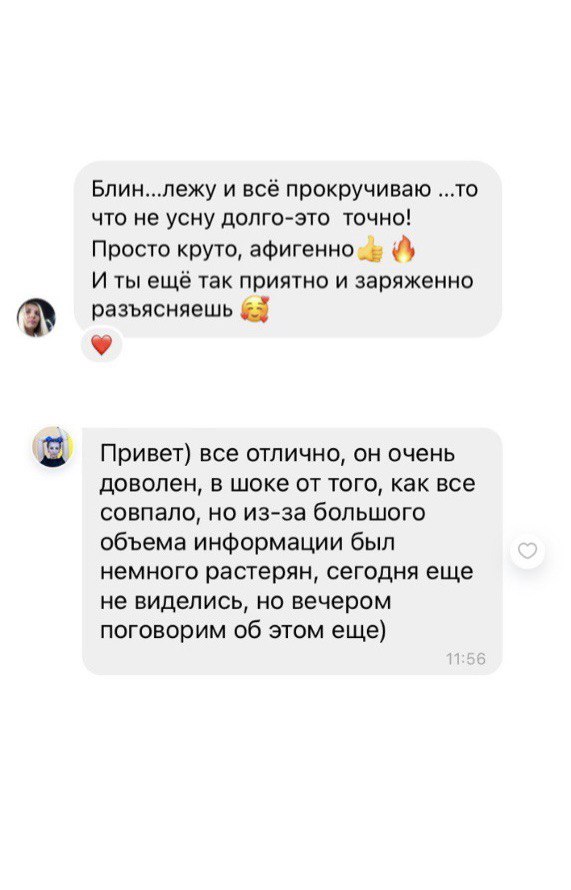 Блин...лежу и всё прокручиваю ...то
что не усну долго-это точно!
Просто круто, афигенно👍🔥
И ты ещё так приятно и заряженно
разъясняешь 🥰
Привет) все отлично, он очень
доволен, в шоке от того, как все
совпало, но из-за большого
объема информации был
немного растерян, сегодня еще
не виделись, но вечером
поговорим об этом еще)
11:56